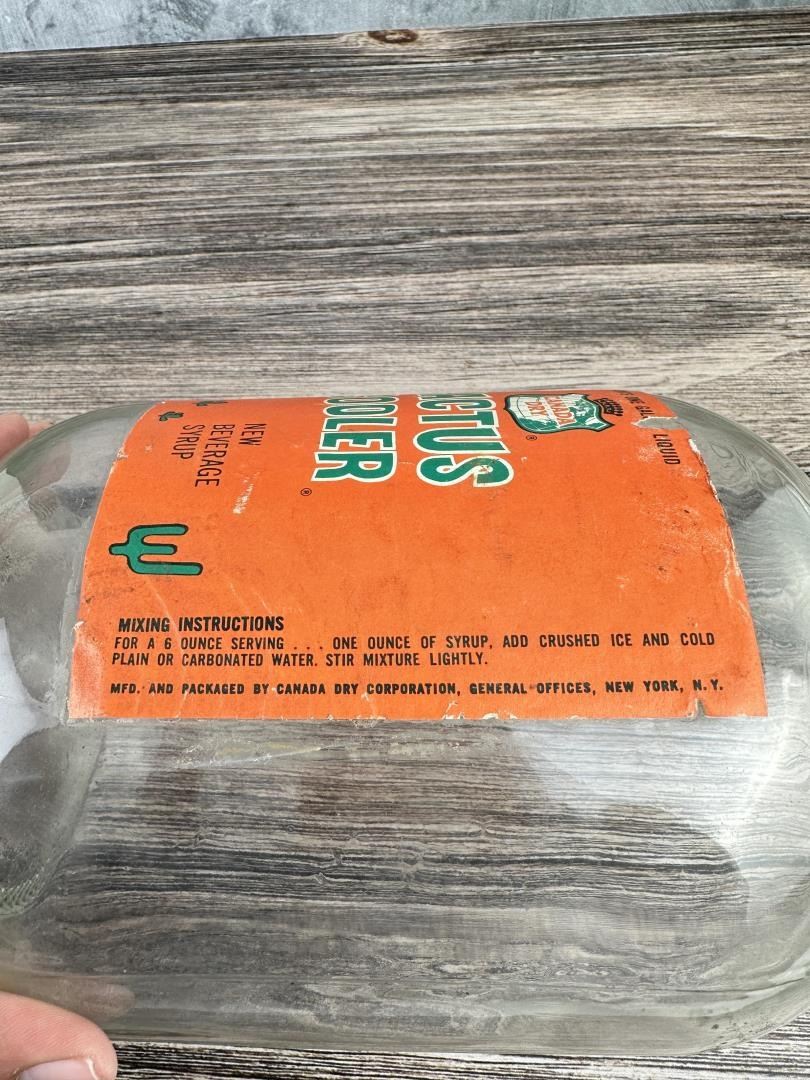 LIQUID
CANADA
DRY
®
ACTUS
OOLER
®
NEW
BEVERAGE
SYRUP
MIXING INSTRUCTIONS
FOR A 6 OUNCE SERVING . . . ONE OUNCE OF SYRUP, ADD CRUSHED ICE AND COLD
PLAIN OR CARBONATED WATER. STIR MIXTURE LIGHTLY.
MFD. AND PACKAGED BY CANADA DRY CORPORATION, GENERAL OFFICES, NEW YORK, N. Y.